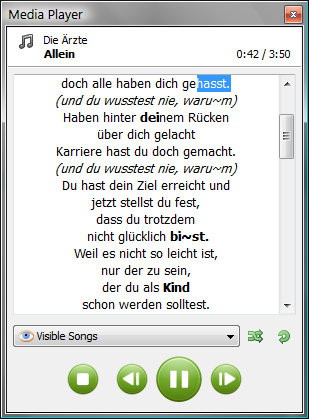 Media Player
Die Ärzte
Allein
0:42 / 3:50
doch alle haben dich gehasst.
(und du wusstest nie, waru~m)
Haben hinter deinem Rücken
über dich gelacht
Karriere hast du doch gemacht.
(und du wusstest nie, waru~m)
Du hast dein Ziel erreicht und
jetzt stellst du fest,
dass du trotzdem
nicht glücklich bi~st.
Weil es nicht so leicht ist,
nur der zu sein,
der du als Kind
schon werden solltest.
Visible Songs